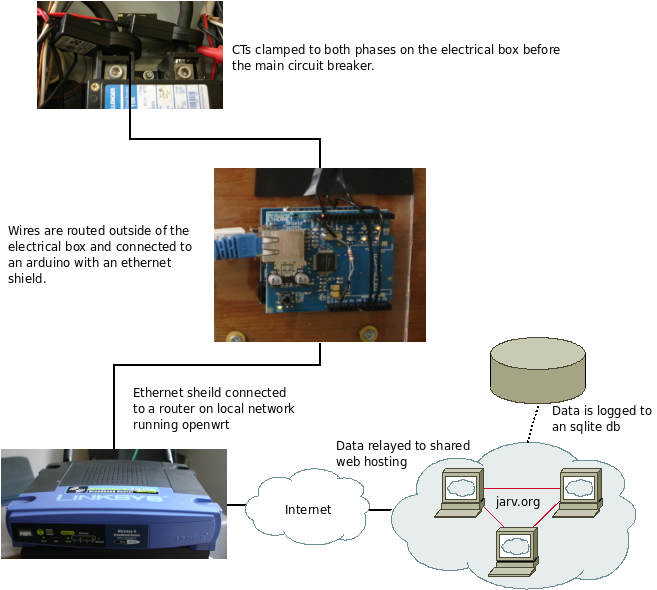 CTs clamped to both phases on the electrical box before
the main circuit breaker.
Wires are routed outside of the
electrical box and connected to
an arduino with an ethernet
shield.
Ethernet sheild connected
to a router on local network
running openwrt
Data is logged to
an sqlite db
Data relayed to shared
web hosting
LINKSYS
Internet
jarv.org